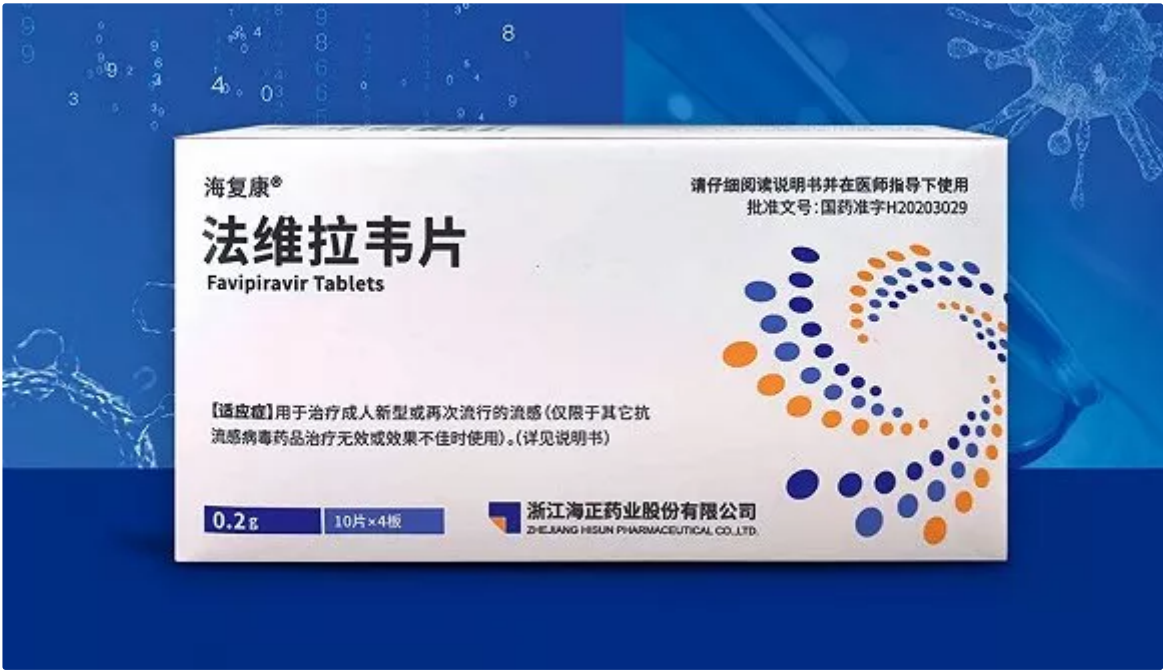 海复康®
法维拉韦片
Favipiravir Tablets
请仔细阅读说明书并在医师指导下使用
批准文号:国药准字H20203029
【适应症】用于治疗成人新型或再次流行的流感(仅限于其它抗
流感病毒药品治疗无效或效果不佳时使用)。(详见说明书)
0.2g
10片×4板
浙江海正药业股份有限公司
ZHEJIANG HISUN PHARMACEUTICAL CO.,LTD.